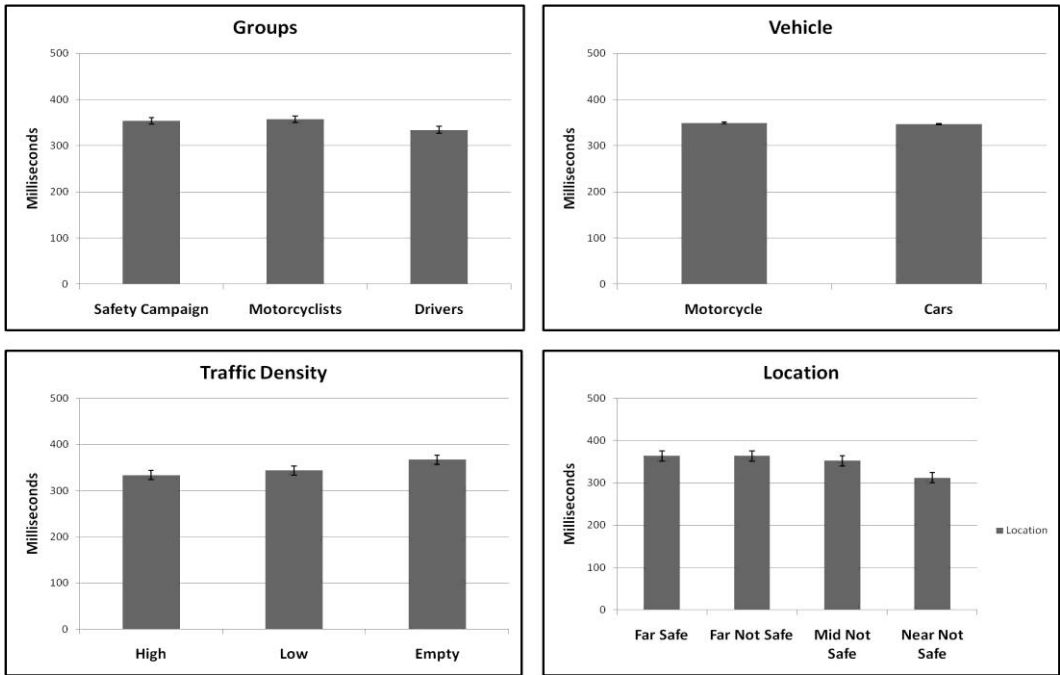 Groups
500
400
300
200
100
0
Milliseconds
Safety Campaign Motorcyclists Drivers
Vehicle
500
400
300
200
100
0
Milliseconds
Motorcycle Cars
Traffic Density
500
400
300
200
100
0
Milliseconds
High Low Empty
Location
500
400
300
200
100
0
Milliseconds
Far Safe Far Not Safe Mid Not Near Not
Safe Safe
Location